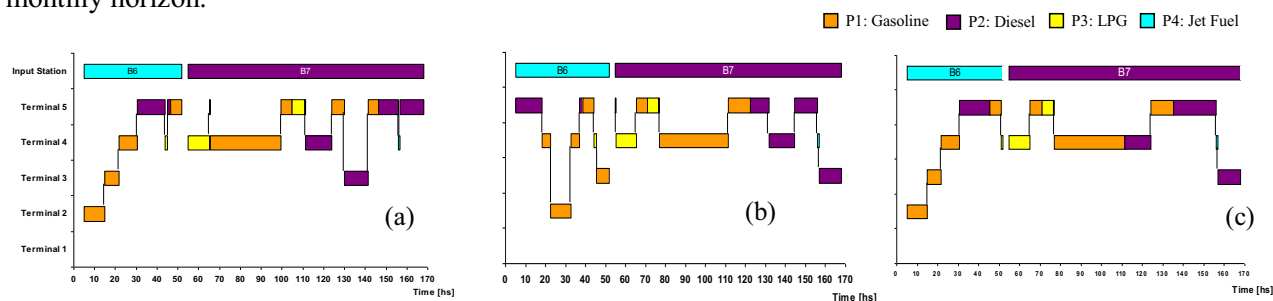 monthly horizon.
P1: Gasoline P2: Diesel P3: LPG P4: Jet Fuel
Input Station
Terminal 5
Terminal 4
Terminal 3
Terminal 2
Terminal 1
B6 B7
(a)
0 10 20 30 40 50 60 70 80 90 100 110 120 130 140 150 160 170
Time [hs]
B6 B7
(b)
0 10 20 30 40 50 60 70 80 90 100 110 120 130 140 150 160 170
Time [hs]
B6 B7
(c)
0 10 20 30 40 50 60 70 80 90 100 110 120 130 140 150 160 170
Time [hs]